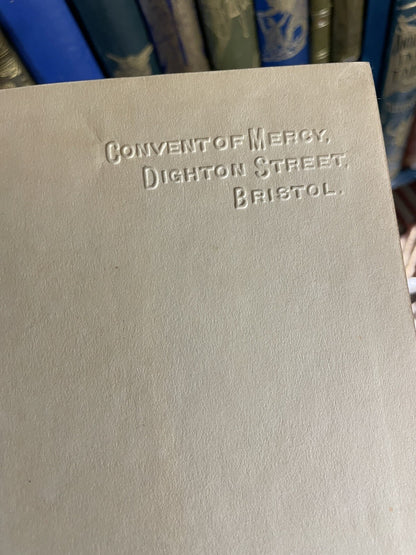 Convent of Mercy,
Dighton Street,
Bristol.